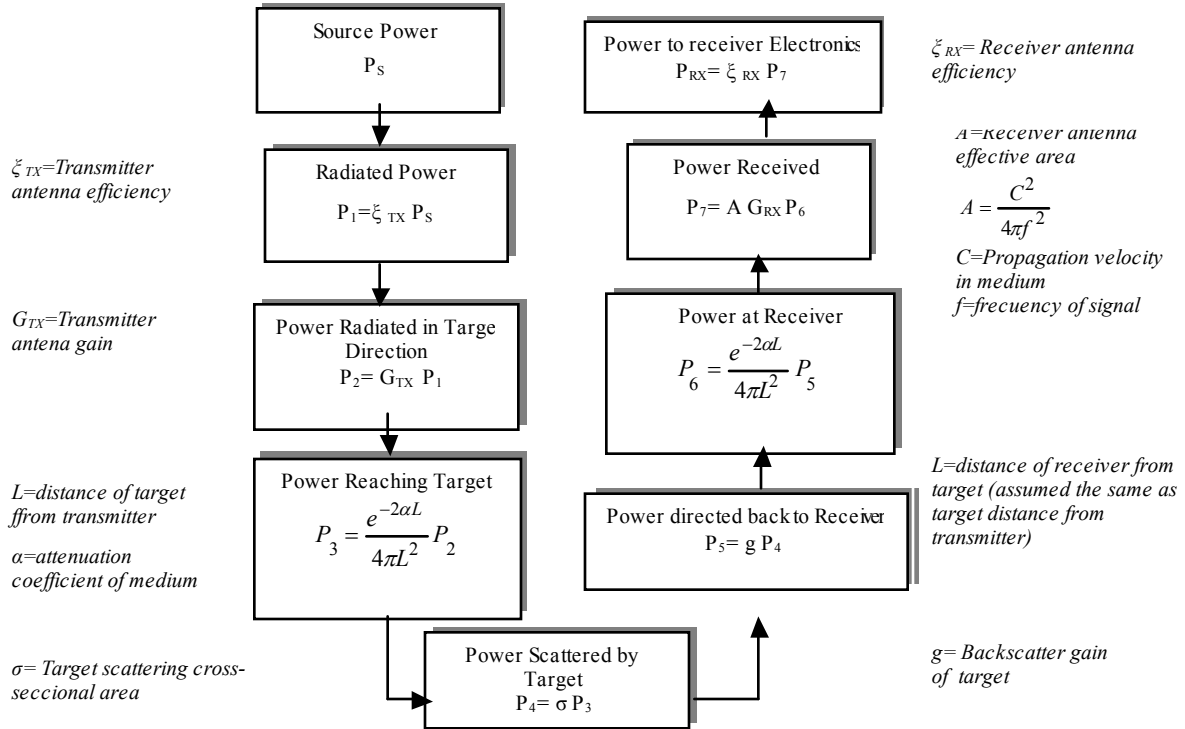 Source Power
P_S
ξ_TX=Transmitter
antenna efficiency
Radiated Power
P_1=ξ_TX P_S
G_TX=Transmitter
antena gain
Power Radiated in Targe
Direction
P_2= G_TX P_1
L=distance of target
ffrom transmitter
α=attenuation
coefficient of medium
Power Reaching Target
P_3 = \frac{e^{-2αL}}{4πL^2} P_2
σ= Target scattering cross-
seccional area
Power Scattered by
Target
P_4= σ P_3
g= Backscatter gain
of target
Power directed back to Receiver
P_5= g P_4
L=distance of receiver from
target (assumed the same as
target distance from
transmitter)
Power at Receiver
P_6 = \frac{e^{-2αL}}{4πL^2} P_5
Power Received
P_7= A G_RX P_6
A=Receiver antenna
effective area
A = \frac{C^2}{4πf^2}
C=Propagation velocity
in medium
f=frecuency of signal
Power to receiver Electronics
P_RX= ξ_RX P_7
ξ_RX= Receiver antenna
efficiency